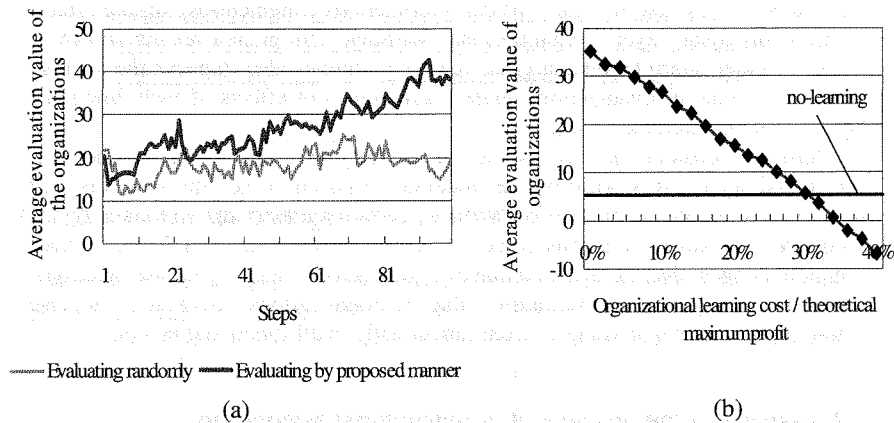 Average evaluation value of
the organizations
50
40
30
20
10
0
1
21
41
61
81
Steps
Evaluating randomly
Evaluating by proposed manner
(a)
Average evaluation value of
organizations
40
30
20
10
0
-10
no-learning
0%
10%
20%
30%
40%
Organizational learning cost / theoretical
maximumprofit
(b)